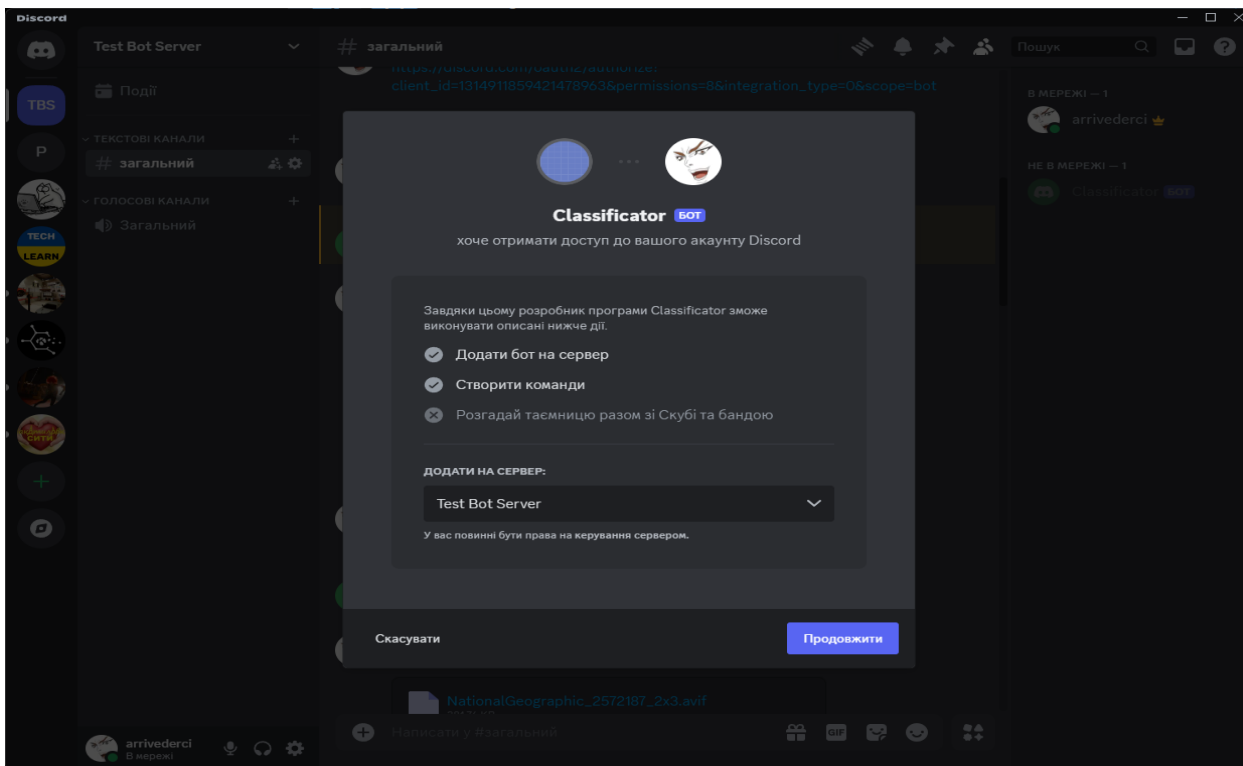 Discord
Test Bot Server
# загальний
Пошук
https://discord.com/oauth2/authorize?
client_id=1314911859421478963&permissions=8&integration_type=0&scope=bot
Події
TBS
P
TECH
LEARN
СИТИ
ТЕКСТОВІ КАНАЛИ
# загальний
ГОЛОСОВІ КАНАЛИ
Загальний
Classificator БОТ
хоче отримати доступ до вашого акаунту Discord
Завдяки цьому розробник програми Classificator зможе
виконувати описані нижче дії.
Додати бот на сервер
Створити команди
Розгадай таємницю разом зі Скубі та бандою
ДОДАТИ НА СЕРВЕР:
Test Bot Server
У вас повинні бути права на керування сервером.
Скасувати
Продовжити
NationalGeographic_2572187_2x3.avif
Написати у #загальний
GIF
arrivederci
В мережі
В МЕРЕЖІ — 1
arrivederci
НЕ В МЕРЕЖІ — 1
Classificator БОТ